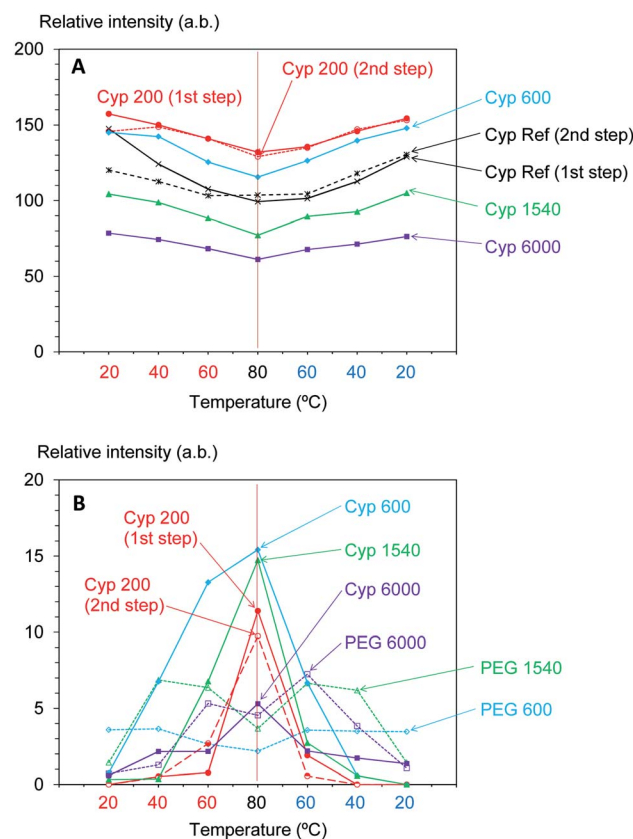 Relative intensity (a.b.)
200
A
Cyp 200 (1st step)
Cyp 200 (2nd step)
Cyp 600
150
Cyp Ref (2nd step)
Cyp Ref (1st step)
100
Cyp 1540
Cyp 6000
50
0
20 40 60 80 60 40 20
Temperature (ºC)
Relative intensity (a.b.)
20
B
Cyp 200
(1st step)
Cyp 600
15
Cyp 1540
Cyp 200
(2nd step)
Cyp 6000
10
PEG 6000
PEG 1540
5
PEG 600
0
20 40 60 80 60 40 20
Temperature (ºC)